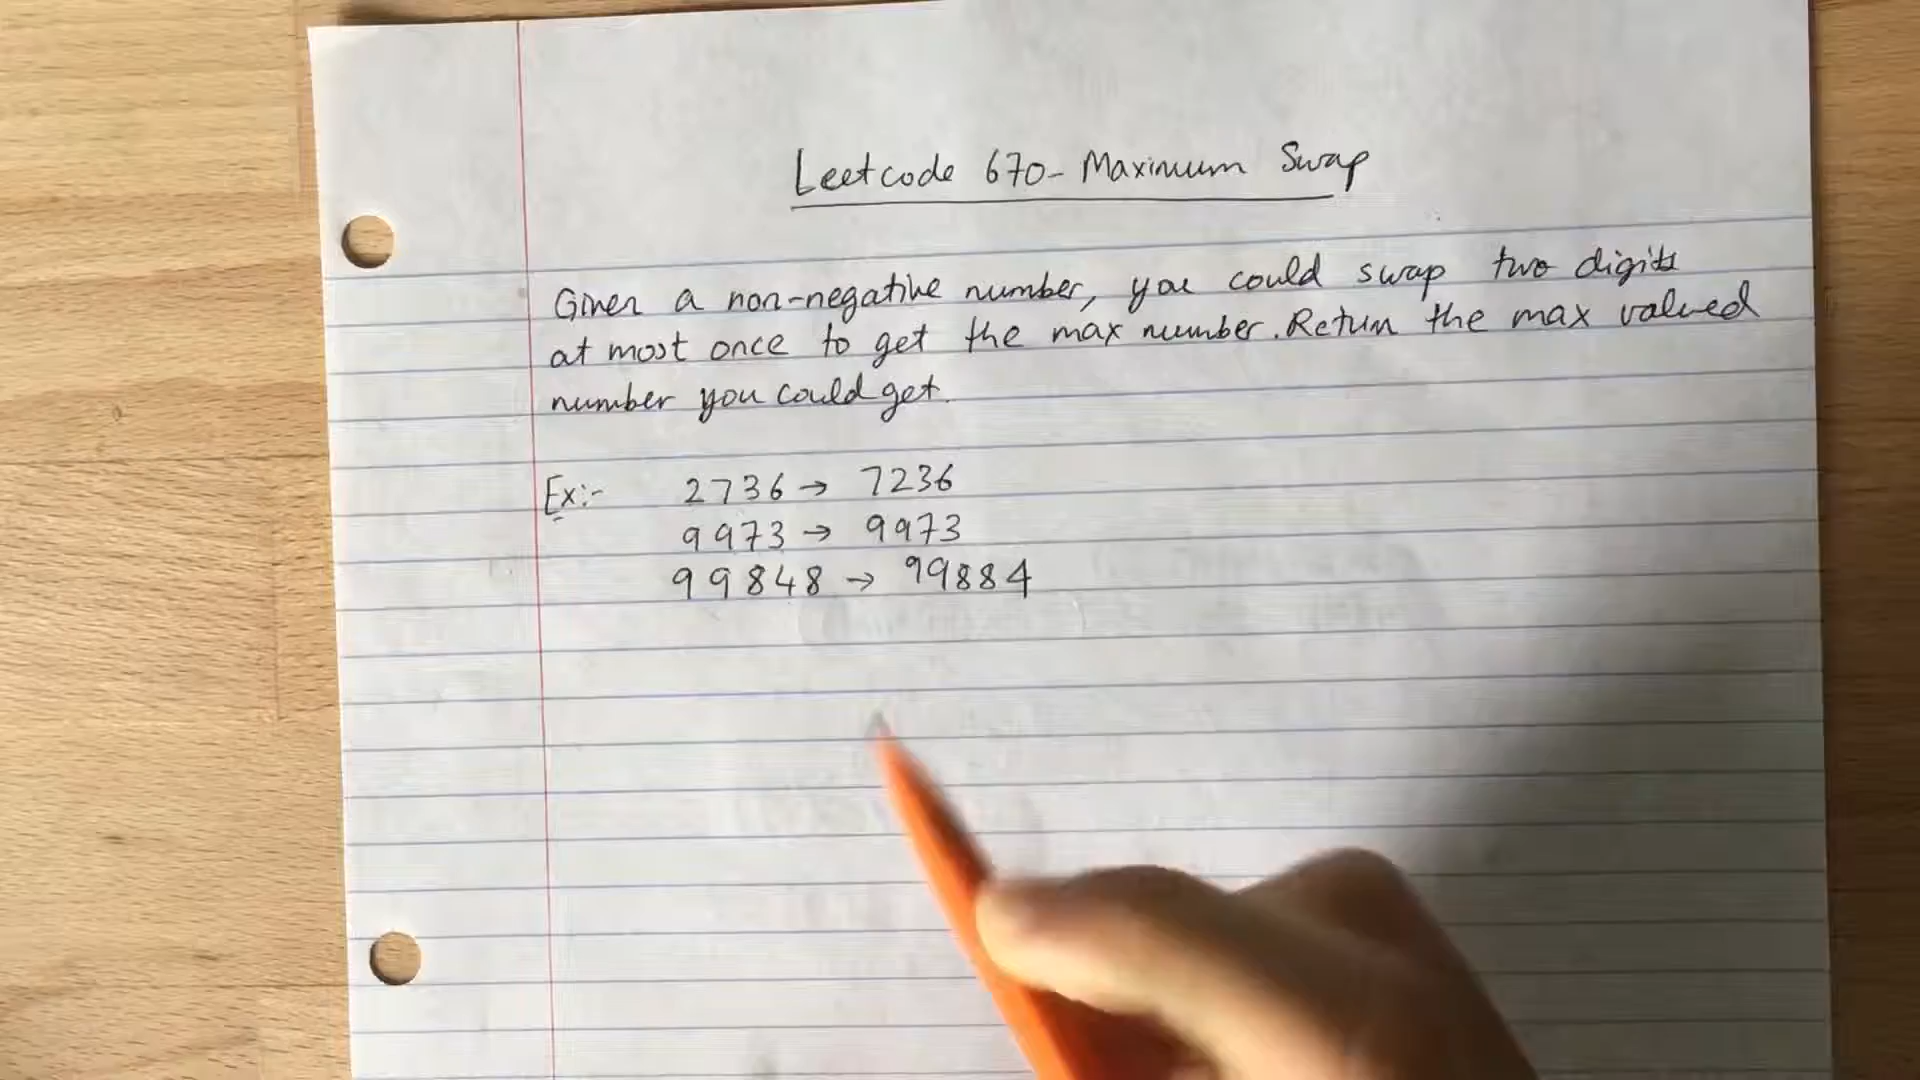 Leetcode 670- Maximum Swap
Given a non-negative number, you could swap two digits
at most once to get the max number. Return the max valued
number you could get.
Ex:- 2736 → 7236
9973 → 9973
99848 → 99884